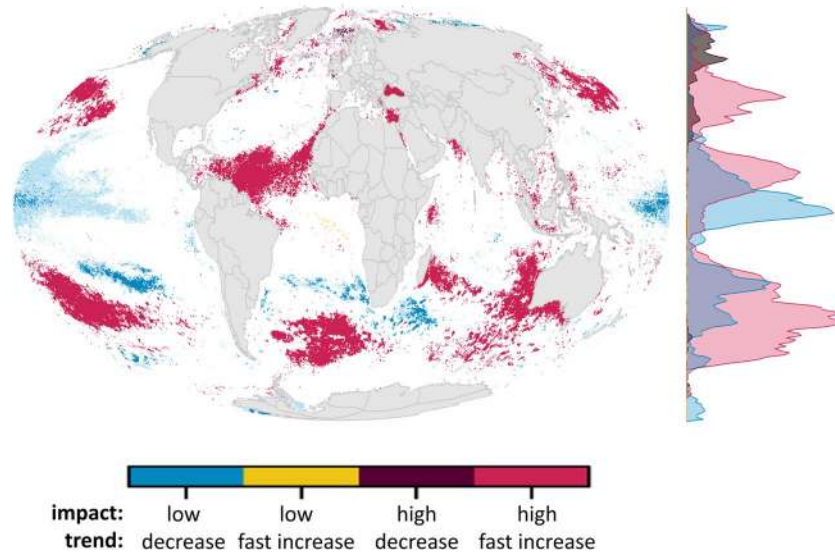 impact: low low high high
trend: decrease fast increase decrease fast increase